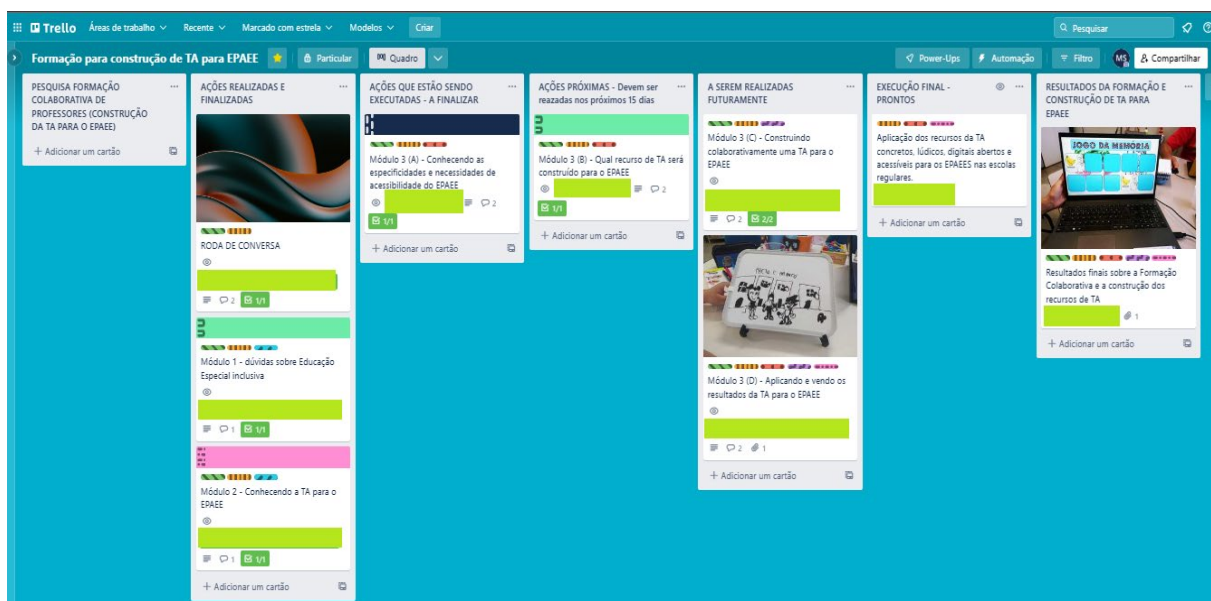 Trello
Áreas de trabalho
Recente
Marcado com estrela
Modelos
Criar
Pesquisar
Formação para construção de TA para EPAEE
Particular
Quadro
Power-Ups
Automação
Filtro
MS
Compartilhar
PESQUISA FORMAÇÃO
COLABORATIVA DE
PROFESSORES (CONSTRUÇÃO
DA TA PARA O EPAEE)
+ Adicionar um cartão
AÇÕES REALIZADAS E
FINALIZADAS
RODA DE CONVERSA
2 1/1
Módulo 1 - dúvidas sobre Educação
Especial inclusiva
1 1/1
Módulo 2 - Conhecendo a TA para o
EPAEE
1 1/1
+ Adicionar um cartão
AÇÕES QUE ESTÃO SENDO
EXECUTADAS - A FINALIZAR
Módulo 3 (A) - Conhecendo as
especificidades e necessidades de
acessibilidade do EPAEE
2
1/1
+ Adicionar um cartão
AÇÕES PRÓXIMAS - Devem ser
reazadas nos próximos 15 dias
Módulo 3 (B) - Qual recurso de TA será
construído para o EPAEE
2
1/1
+ Adicionar um cartão
A SEREM REALIZADAS
FUTURAMENTE
Módulo 3 (C) - Construindo
colaborativamente uma TA para o
EPAEE
2 2/2
Módulo 3 (D) - Aplicando e vendo os
resultados da TA para o EPAEE
2 1
+ Adicionar um cartão
EXECUÇÃO FINAL -
PRONTOS
Aplicação dos recursos da TA
concretos, lúdicos, digitais abertos e
acessíveis para os EPAEES nas escolas
regulares.
+ Adicionar um cartão
RESULTADOS DA FORMAÇÃO E
CONSTRUÇÃO DE TA PARA
EPAEE
JOGO DA MEMÓRIA
Resultados finais sobre a Formação
Colaborativa e a construção dos
recursos de TA
1
+ Adicionar um cartão